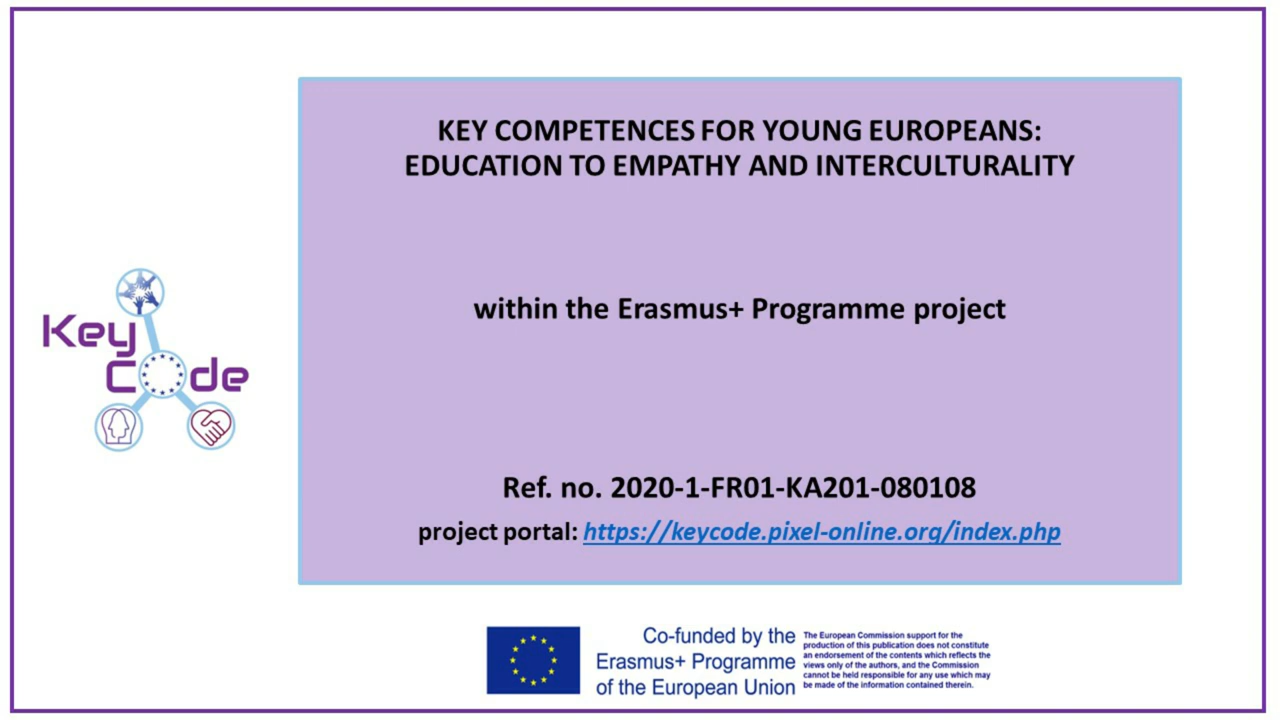 KEY COMPETENCES FOR YOUNG EUROPEANS:
EDUCATION TO EMPATHY AND INTERCULTURALITY
within the Erasmus+ Programme project
Key
Code
Ref. no. 2020-1-FR01-KA201-080108
project portal: https://keycode.pixel-online.org/index.php
Co-funded by the
Erasmus+ Programme
of the European Union
The European Commission support for the
production of this publication does not constitute
an endorsement of the contents which reflects the
views only of the authors, and the Commission
cannot be held responsible for any use which may
be made of the information contained therein.